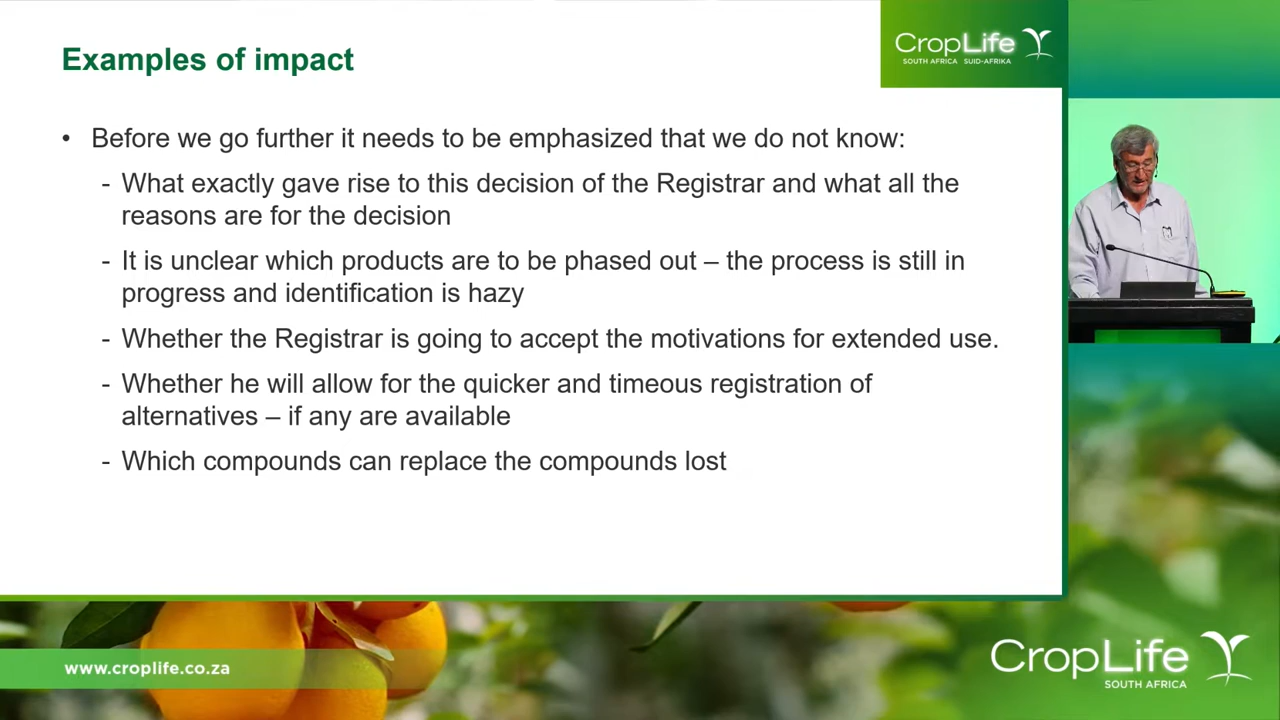 Examples of impact
CropLife
SOUTH AFRICA SUID-AFRIKA
• Before we go further it needs to be emphasized that we do not know:
- What exactly gave rise to this decision of the Registrar and what all the
reasons are for the decision
- It is unclear which products are to be phased out – the process is still in
progress and identification is hazy
- Whether the Registrar is going to accept the motivations for extended use.
- Whether he will allow for the quicker and timeous registration of
alternatives – if any are available
- Which compounds can replace the compounds lost
www.croplife.co.za
CropLife
SOUTH AFRICA